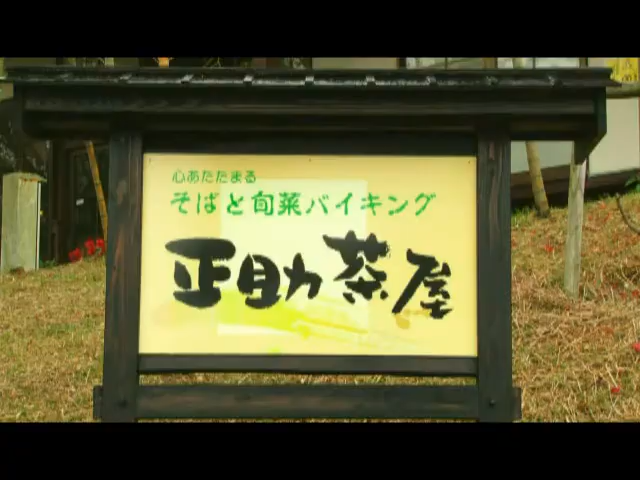 心あたたまる
そばと旬菜バイキング
正助茶屋